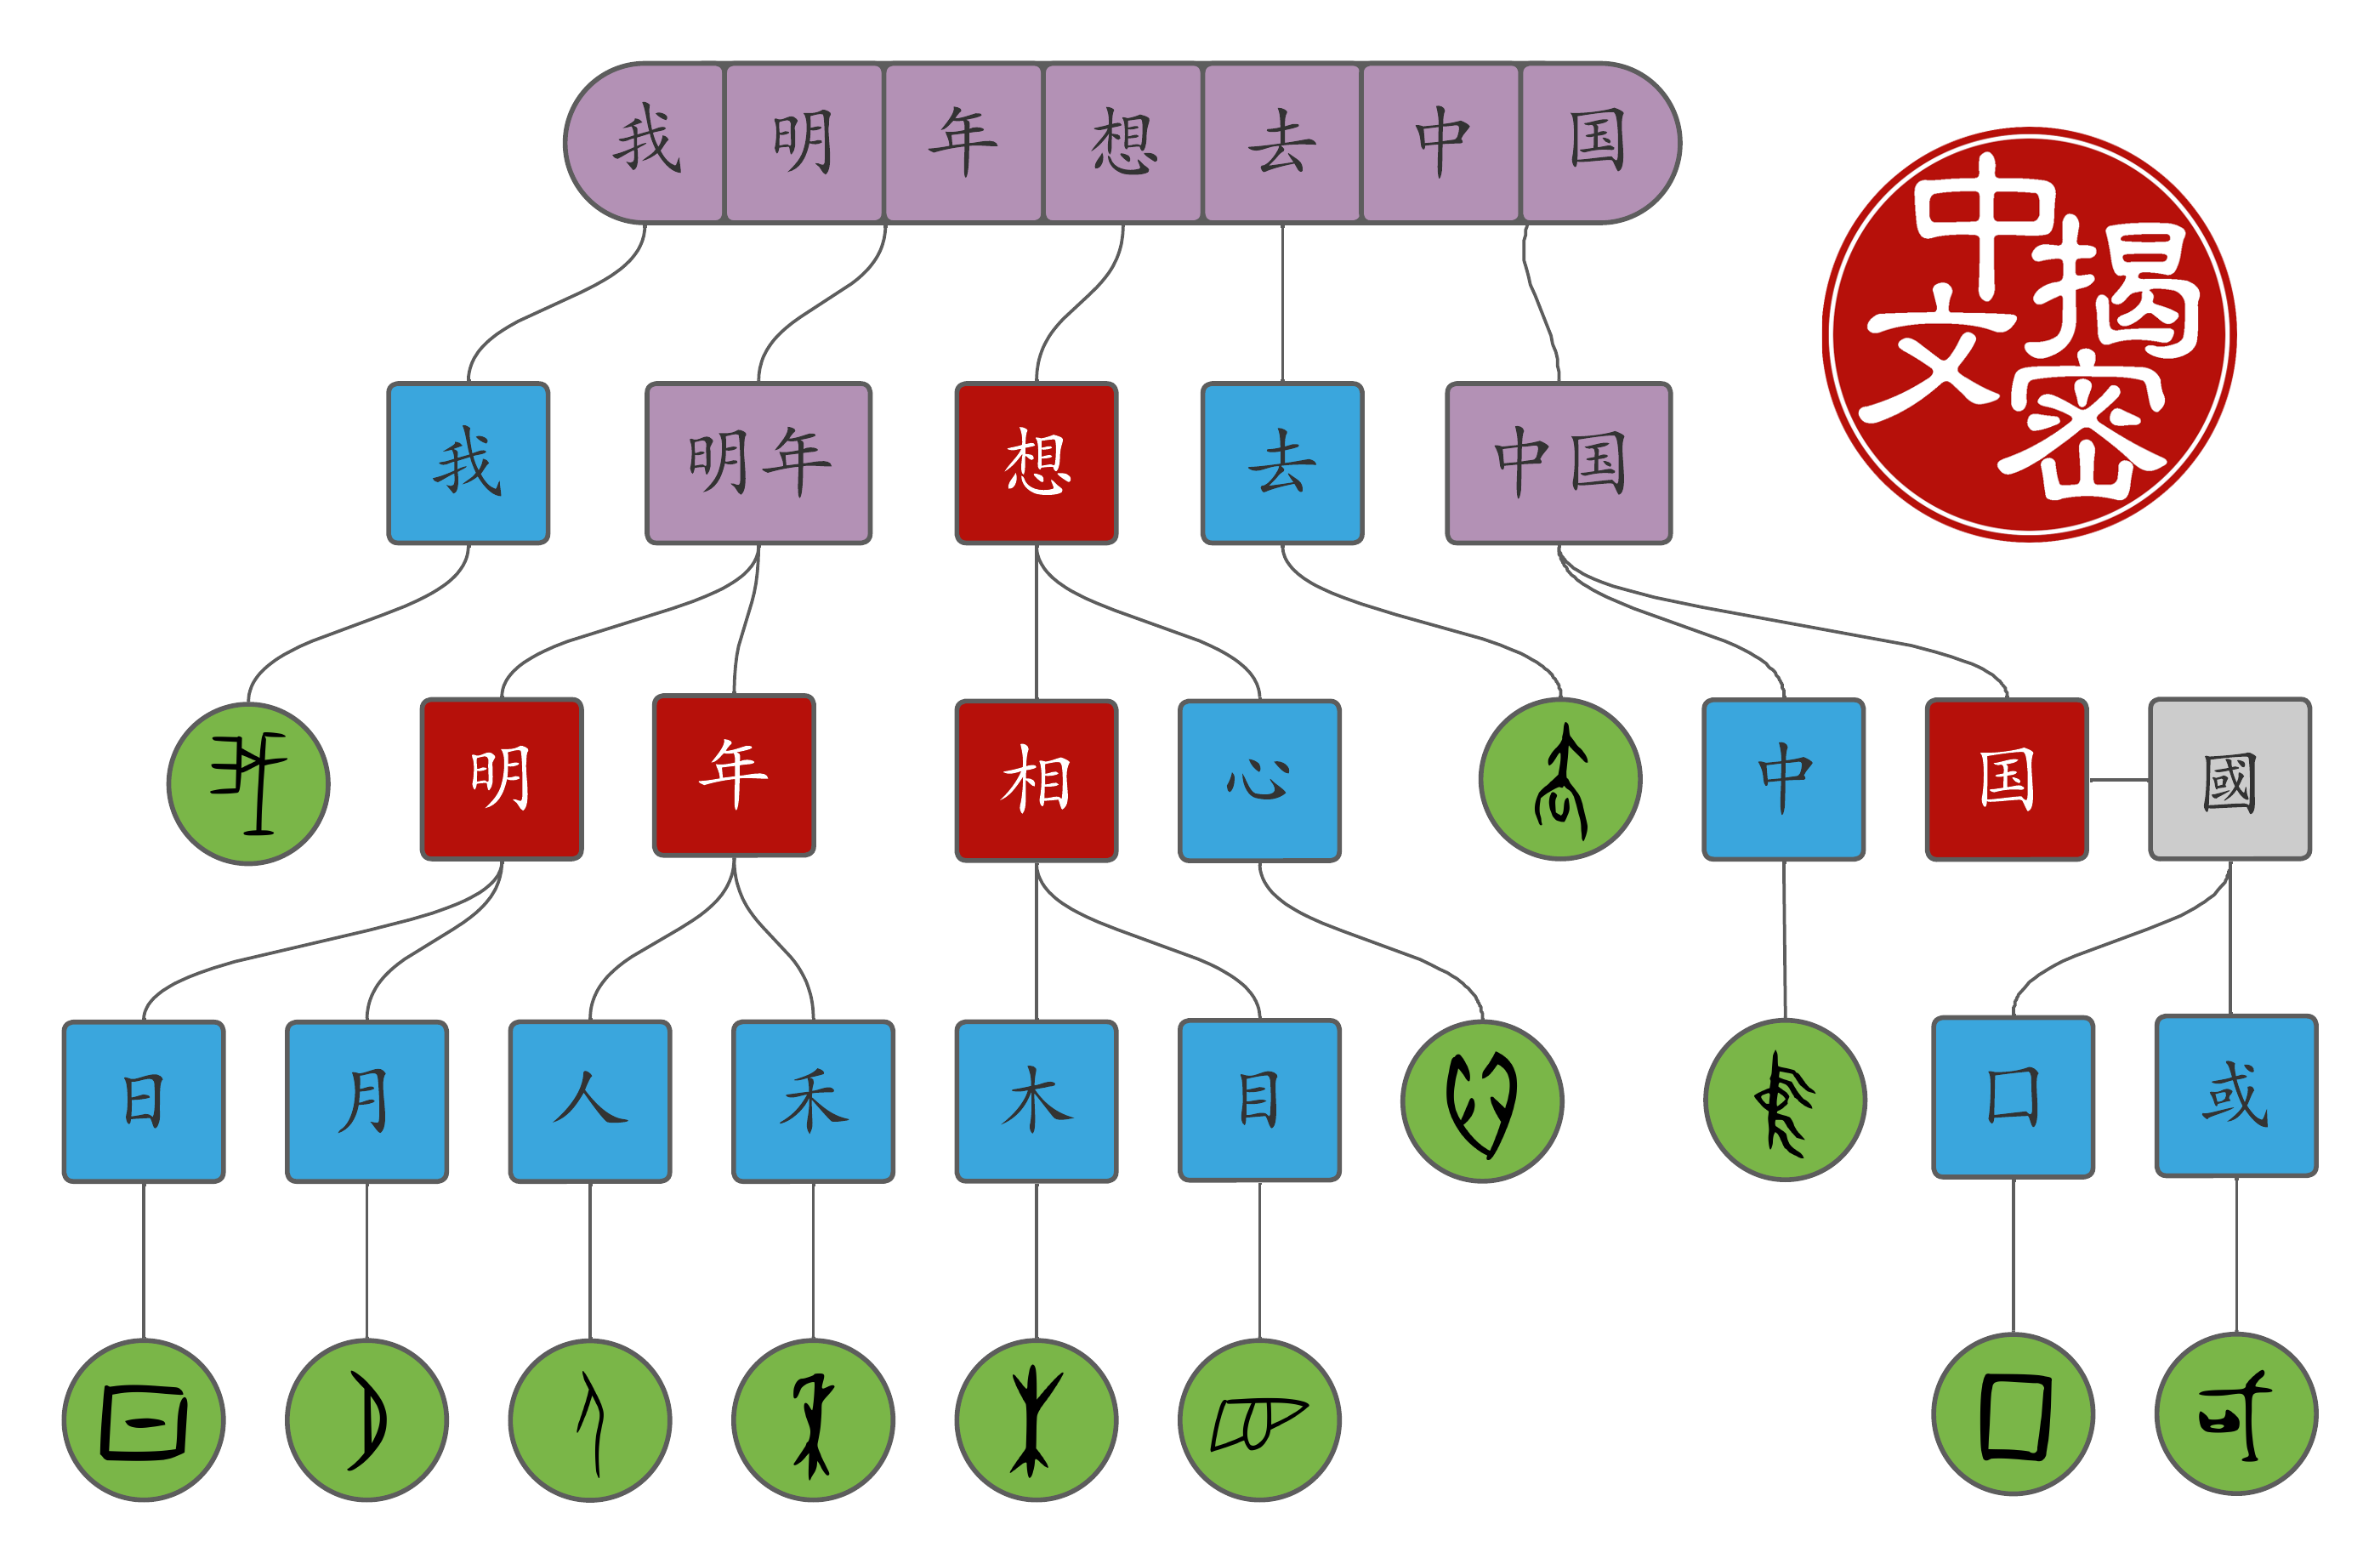 我明年想去中国
中文揭密
我 明年 想 去 中国
明 年 相 心 中 国 國
日 月 人 禾 木 目 口 或